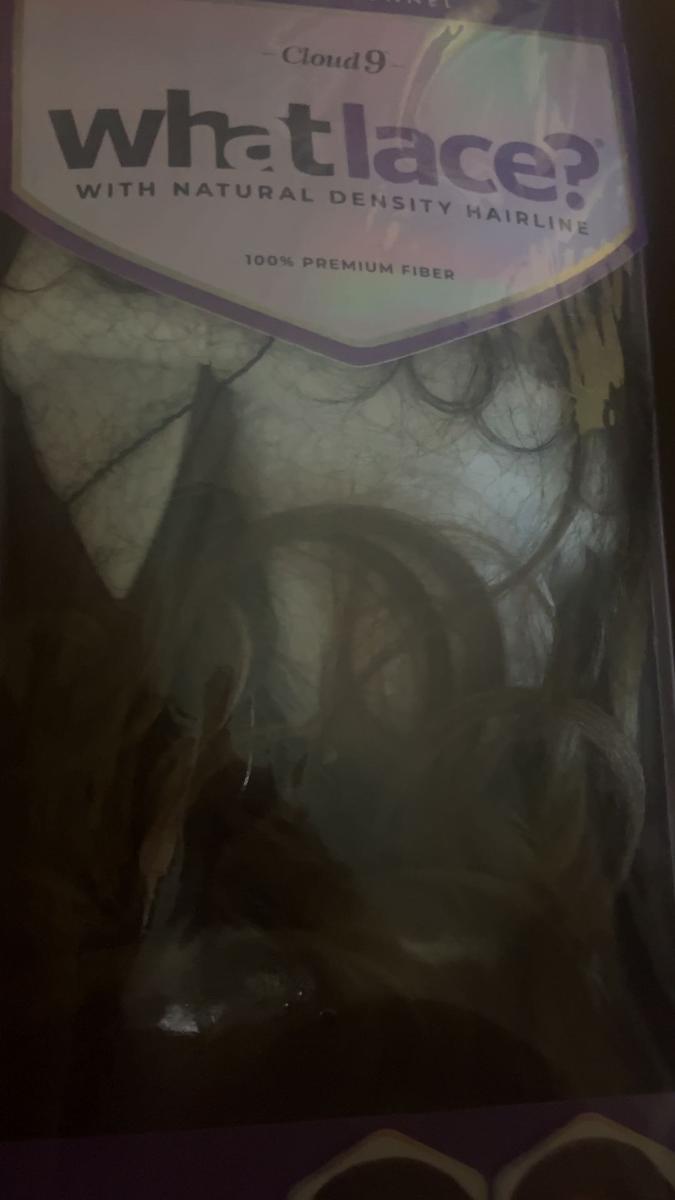 Cloud 9
whatlace?
WITH NATURAL DENSITY HAIRLINE
100% PREMIUM FIBER